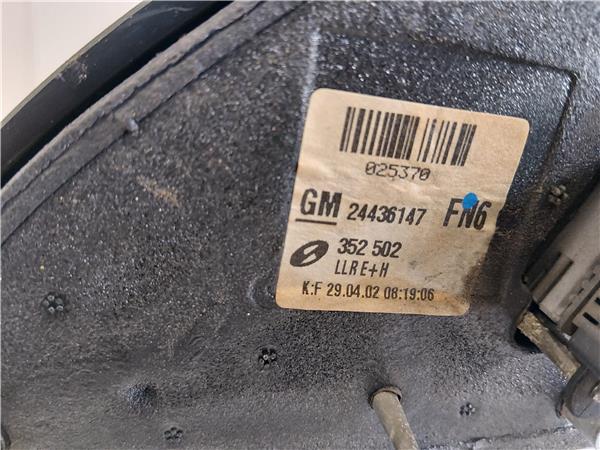 025370
GM 24436147 FN6
352 502
LLRE+H
K:F 29.04.02 08:19:06